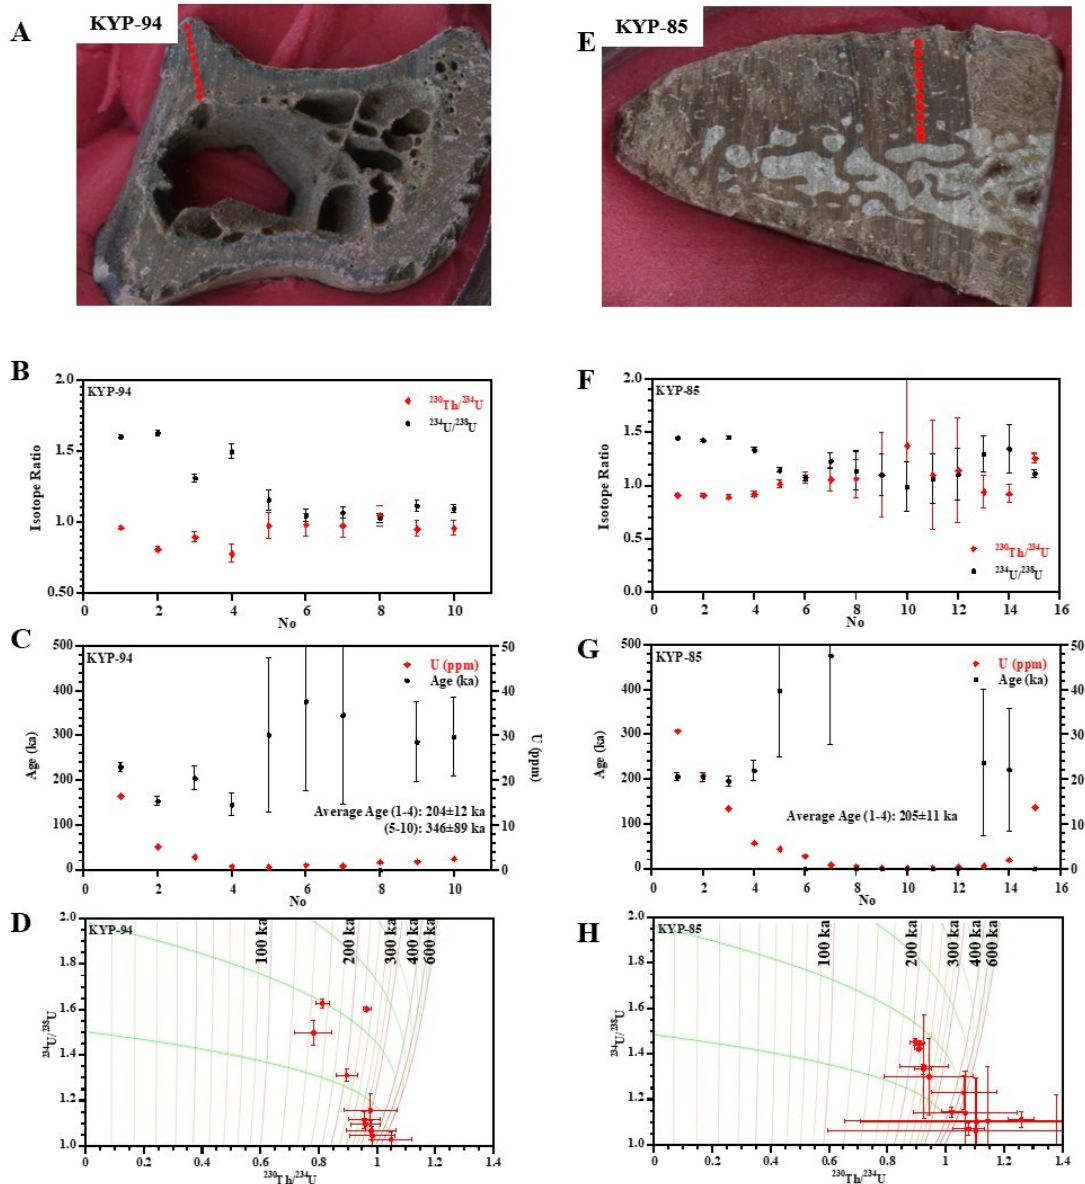 A
KYP-94
E
KYP-85
B
2.0
1.5
1.0
0.50
Isotope Ratio
KYP-94
²³⁰Th/²³⁴U
²³⁴U/²³⁸U
0
2
4
6
8
10
No
F
2.0
1.5
1.0
0.5
0.0
Isotope Ratio
KYP-85
²³⁰Th/²³⁴U
²³⁴U/²³⁸U
0
2
4
6
8
10
12
14
16
No
C
500
400
300
200
100
0
Age (ka)
KYP-94
U (ppm)
Age (ka)
Average Age (1-4): 204±12 ka
(5-10): 346±89 ka
50
40
30
20
10
0
U (ppm)
0
2
4
6
8
10
No
G
500
400
300
200
100
0
Age (ka)
KYP-85
U (ppm)
Age (ka)
Average Age (1-4): 205±11 ka
50
40
30
20
10
0
0
2
4
6
8
10
12
14
16
No
D
2.0
1.8
1.6
1.4
1.2
1.0
²³⁴U/²³⁸U
KYP-94
100 ka
200 ka
300 ka
400 ka
600 ka
0.0
0.2
0.4
0.6
0.8
1
1.2
1.4
²³⁰Th/²³⁴U
H
2.0
1.8
1.6
1.4
1.2
1.0
²³⁴U/²³⁸U
KYP-85
100 ka
200 ka
300 ka
400 ka
600 ka
0.0
0.2
0.4
0.6
0.8
1
1.2
1.4
²³⁰Th/²³⁴U